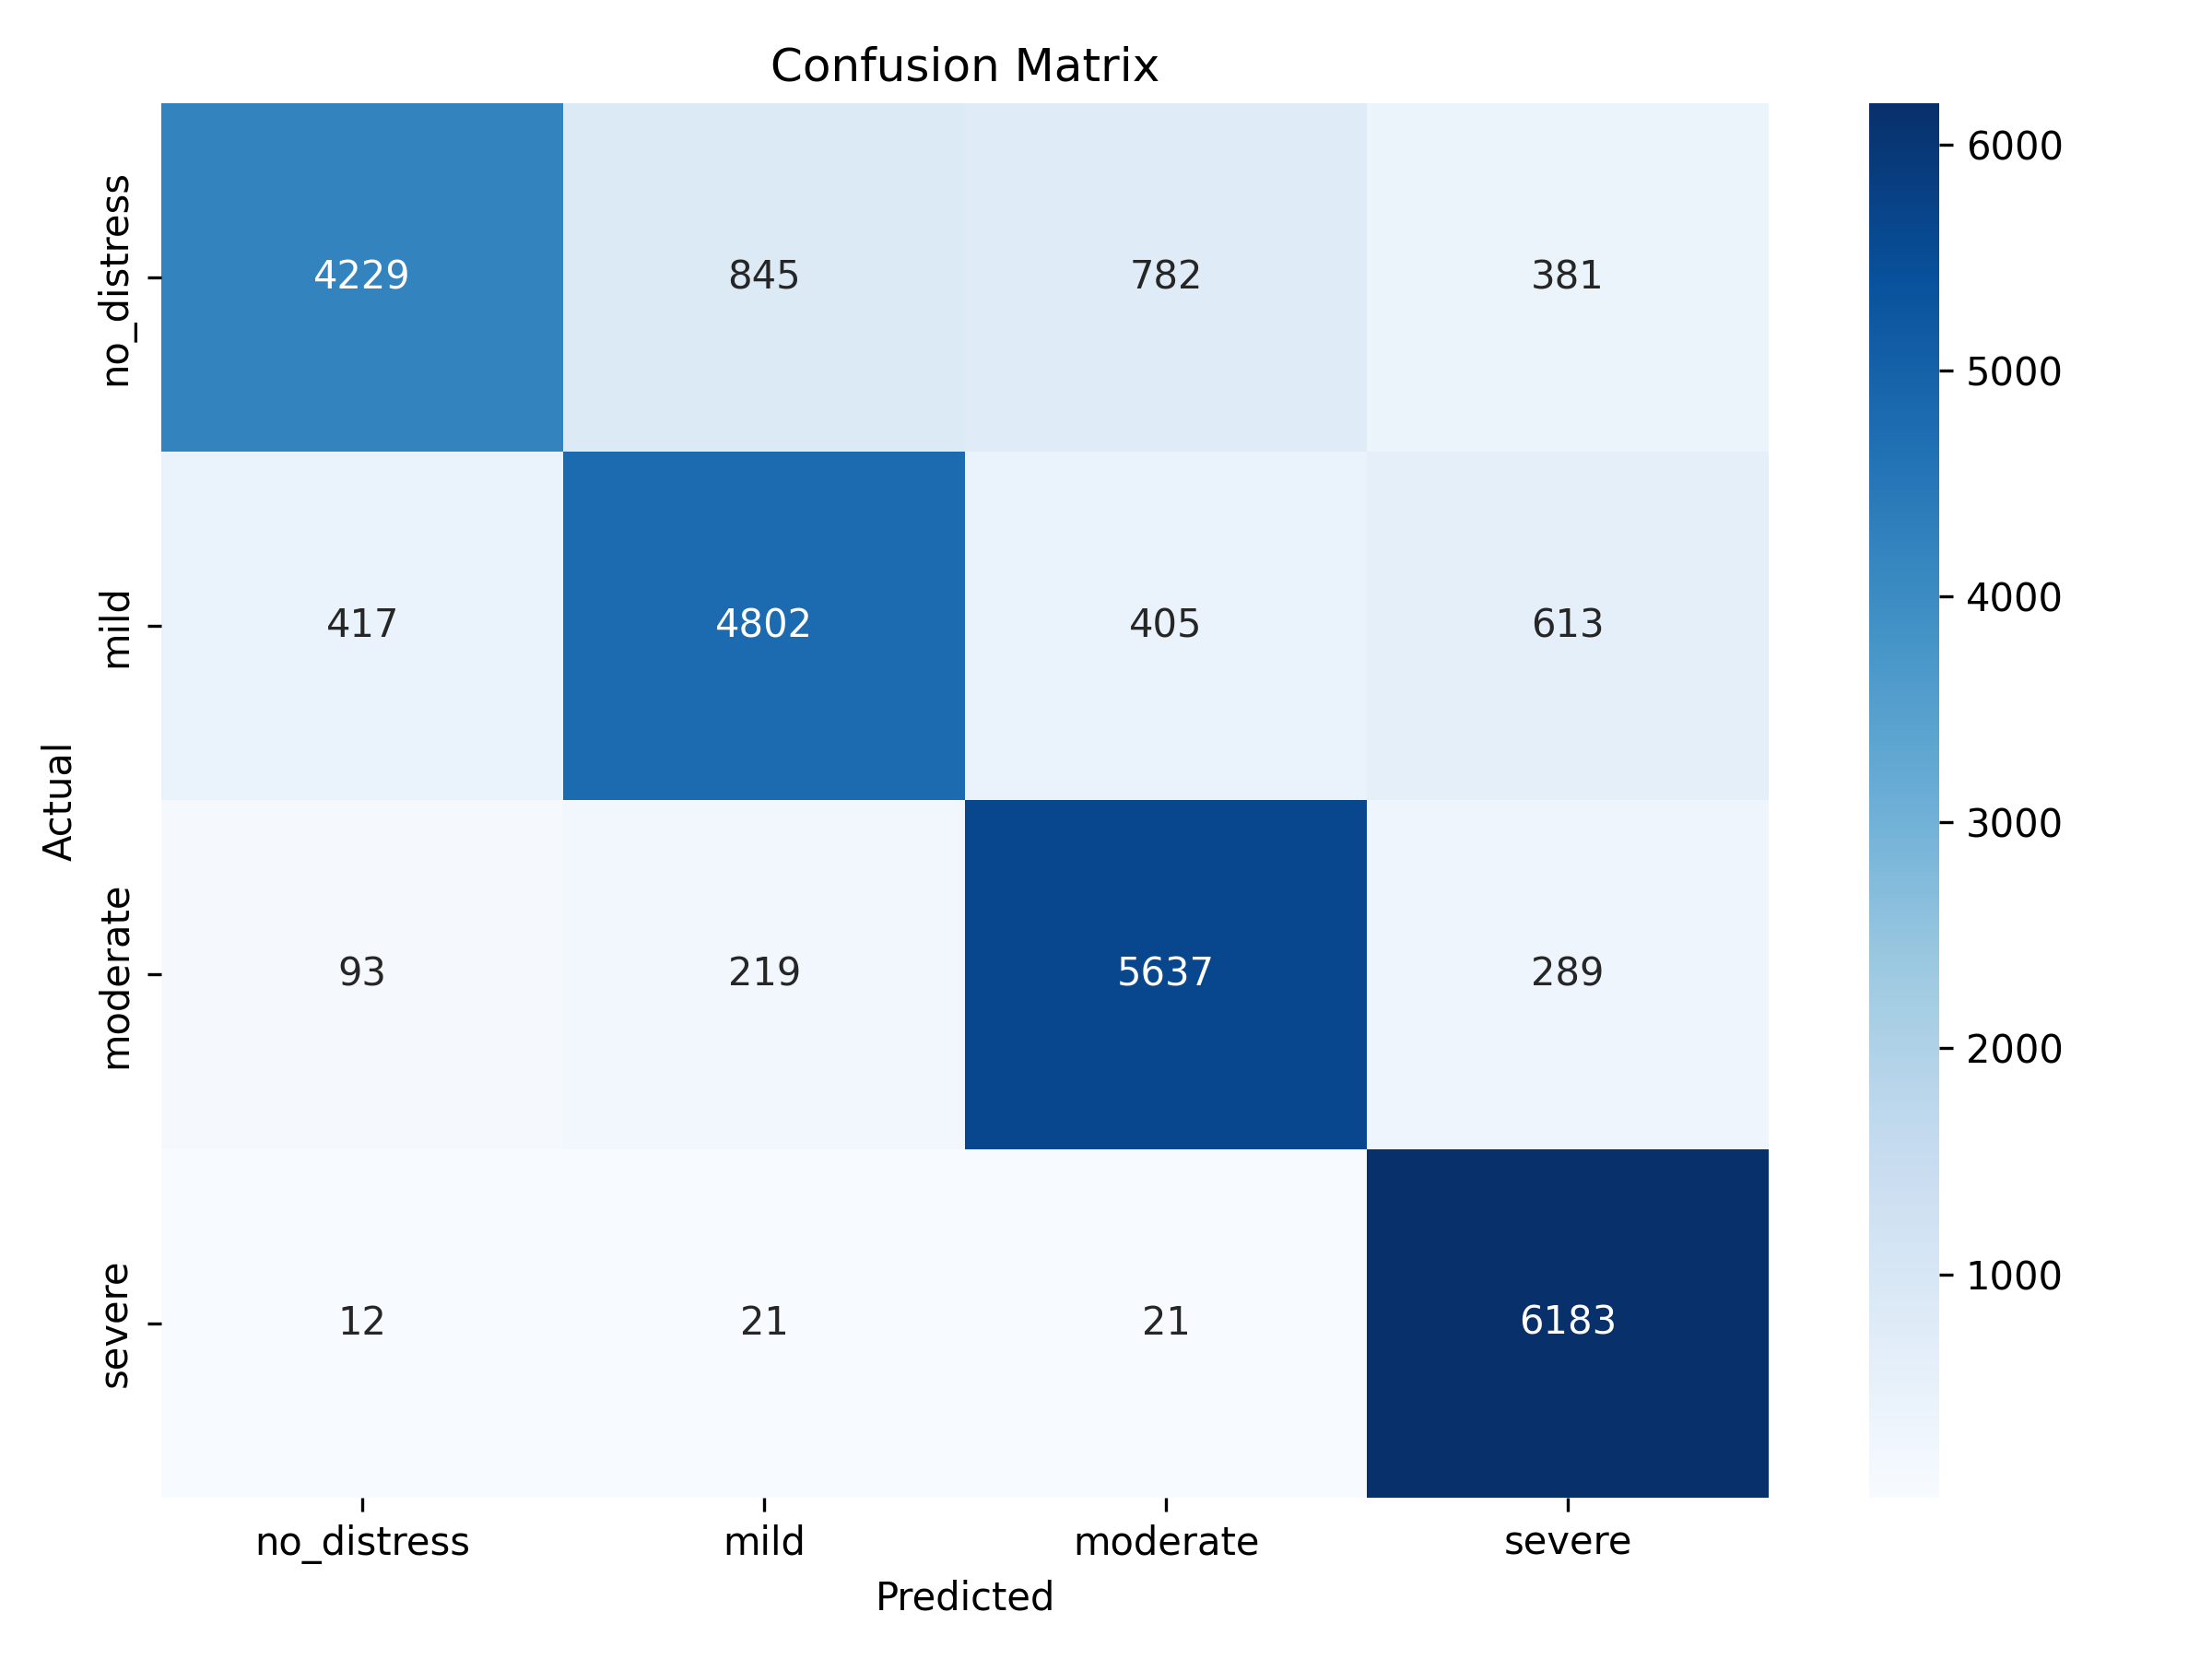 Confusion Matrix
no_distress
4229 845 782 381
mild
417 4802 405 613
moderate
93 219 5637 289
severe
12 21 21 6183
Actual
no_distress mild moderate severe
Predicted
6000
5000
4000
3000
2000
1000